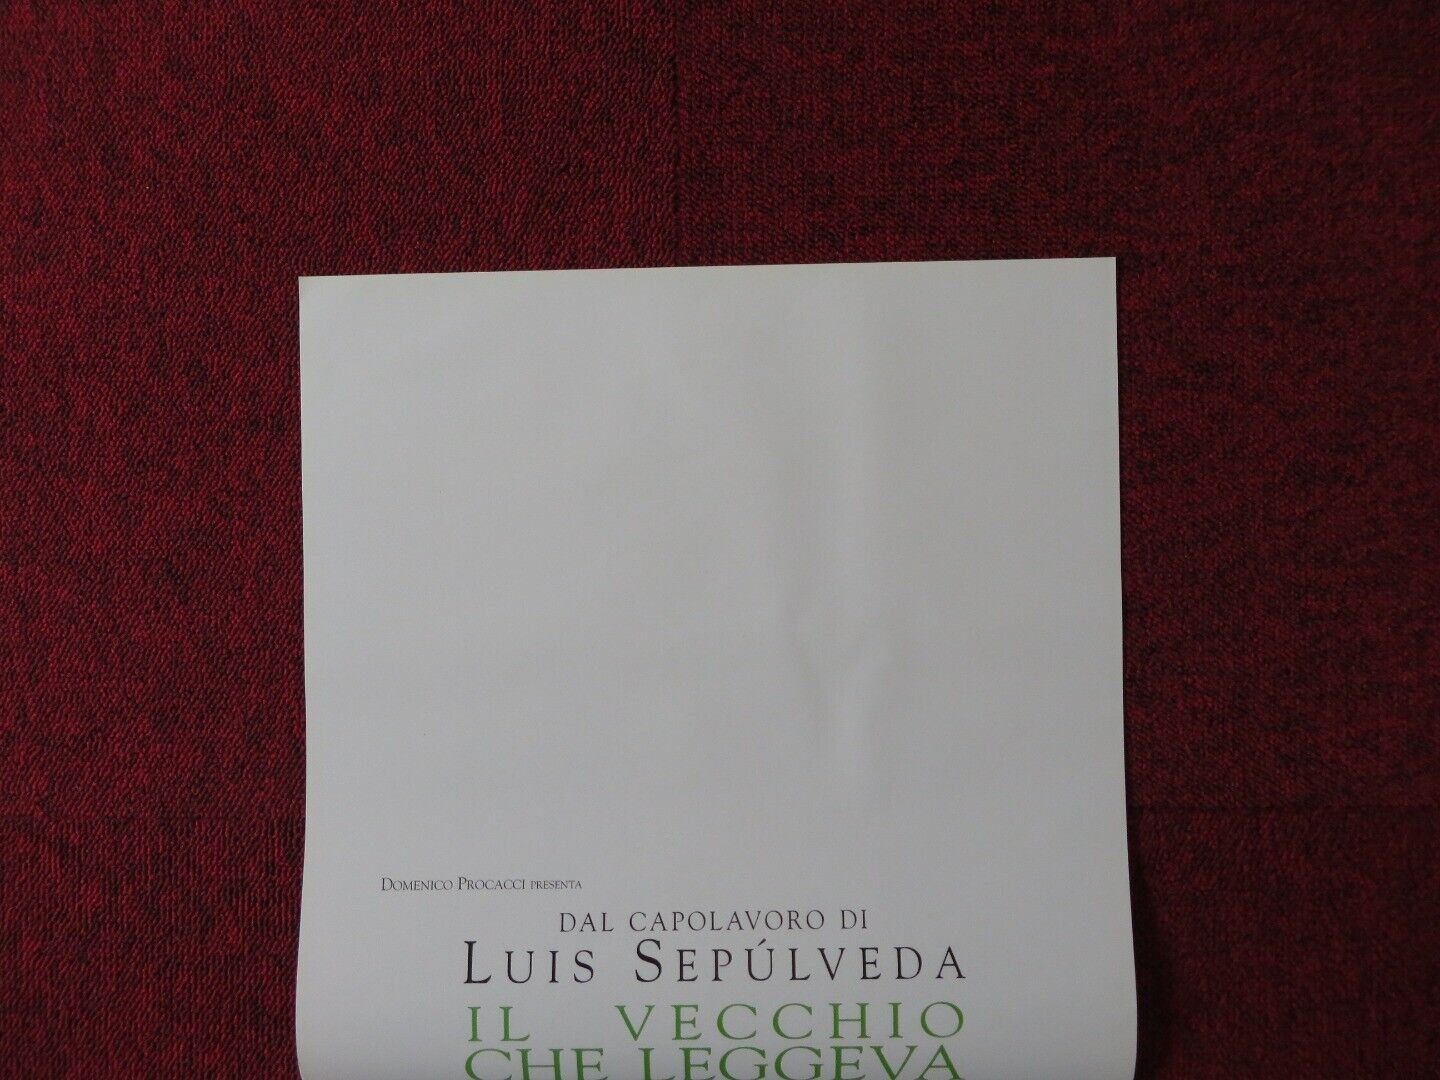 DOMENICO PROCACCI PRESENTA
DAL CAPOLAVORO DI
LUIS SEPÚLVEDA
IL VECCHIO
CHE LEGGEVA